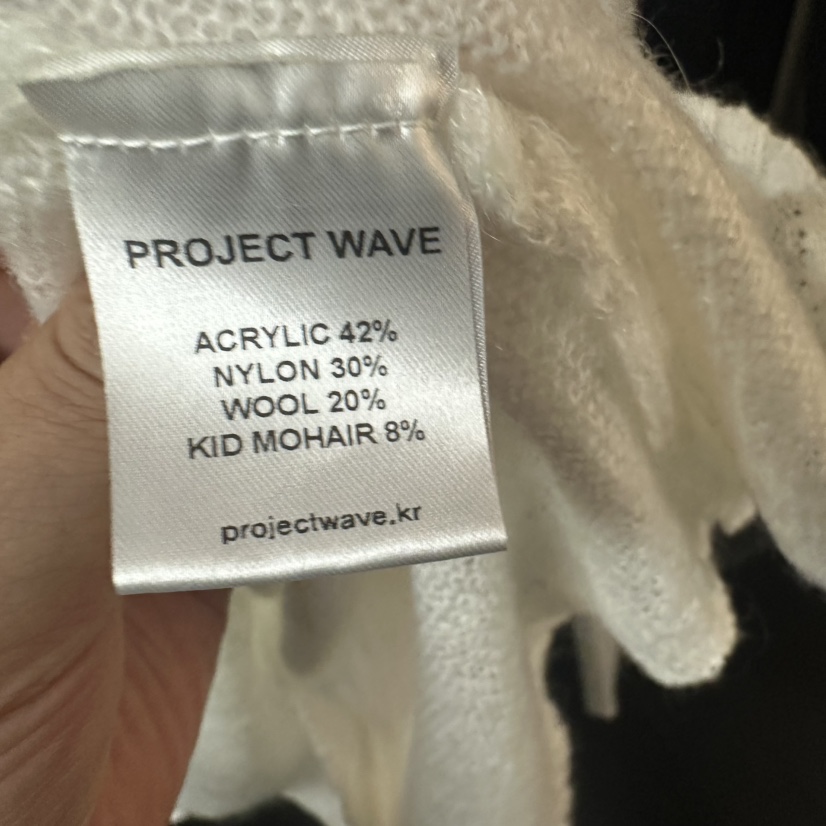 PROJECT WAVE
ACRYLIC 42%
NYLON 30%
WOOL 20%
KID MOHAIR 8%
projectwave.kr